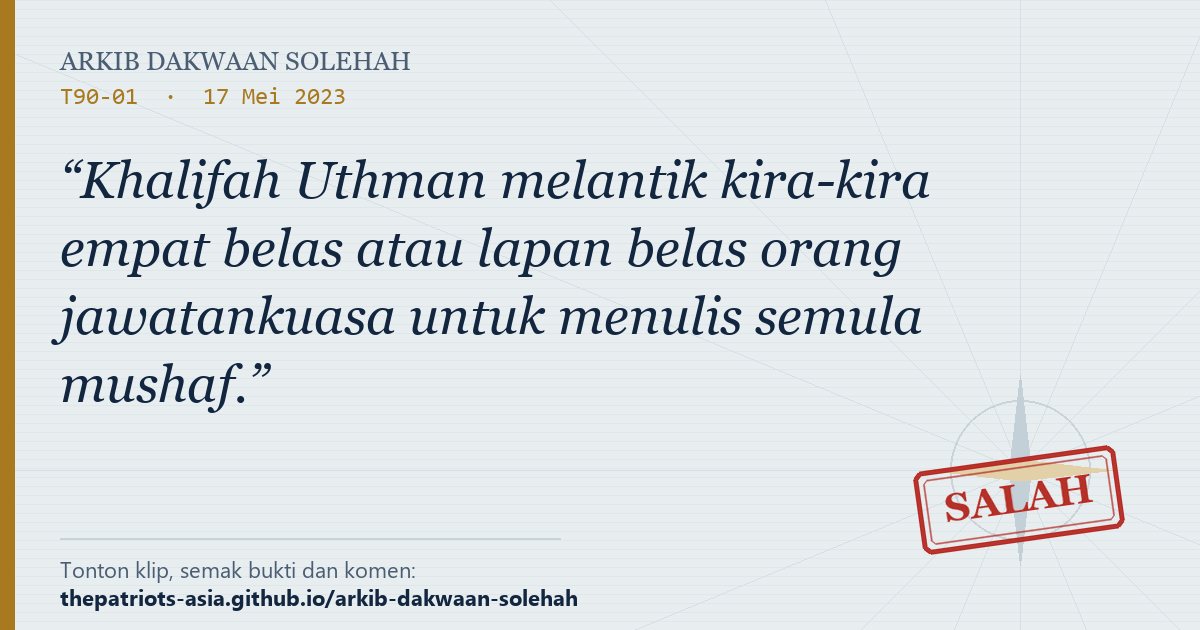 ARKIB DAKWAAN SOLEHAH
T90-01 · 17 Mei 2023
“Khalifah Uthman melantik kira-kira
empat belas atau lapan belas orang
jawatankuasa untuk menulis semula
mushaf.”
SALAH
Tonton klip, semak bukti dan komen:
thepatriots-asia.github.io/arkib-dakwaan-solehah